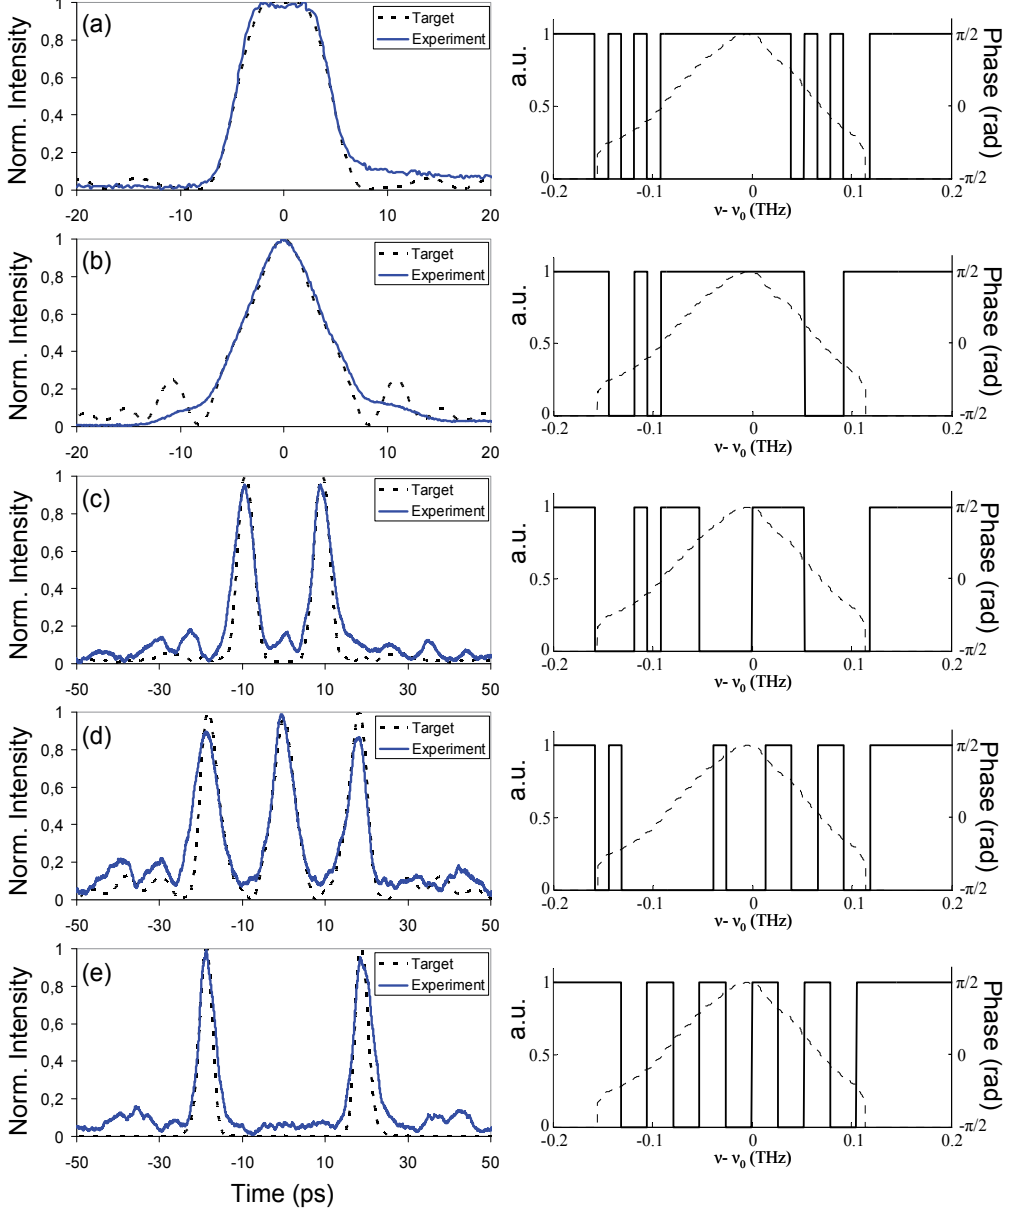 (a)
Target
Experiment
Norm. Intensity
1
0,8
0,6
0,4
0,2
0
-20
-10
0
10
20
a.u.
1
0.5
0
-0.2
-0.1
0
0.1
0.2
ν- ν0 (THz)
π/2
0
-π/2
Phase (rad)
(b)
Target
Experiment
Norm. Intensity
1
0,8
0,6
0,4
0,2
0
-20
-10
0
10
20
a.u.
1
0.5
0
-0.2
-0.1
0
0.1
0.2
ν- ν0 (THz)
π/2
0
-π/2
Phase (rad)
(c)
Target
Experiment
Norm. Intensity
1
0,8
0,6
0,4
0,2
0
-50
-30
-10
10
30
50
a.u.
1
0.5
0
-0.2
-0.1
0
0.1
0.2
ν- ν0 (THz)
π/2
0
-π/2
Phase (rad)
(d)
Target
Experiment
Norm. Intensity
1
0,8
0,6
0,4
0,2
0
-50
-30
-10
10
30
50
a.u.
1
0.5
0
-0.2
-0.1
0
0.1
0.2
ν- ν0 (THz)
π/2
0
-π/2
Phase (rad)
(e)
Target
Experiment
Norm. Intensity
1
0,8
0,6
0,4
0,2
0
-50
-30
-10
10
30
50
Time (ps)
a.u.
1
0.5
0
-0.2
-0.1
0
0.1
0.2
ν- ν0 (THz)
π/2
0
-π/2
Phase (rad)